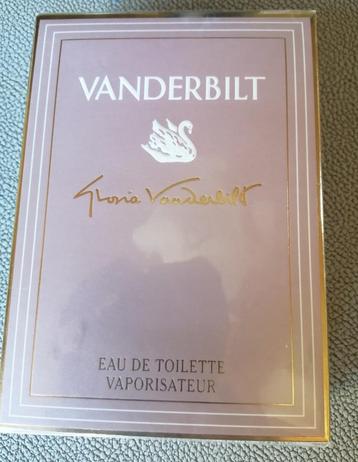 VANDERBILT
Gloria Vanderbilt
EAU DE TOILETTE
VAPORISATEUR